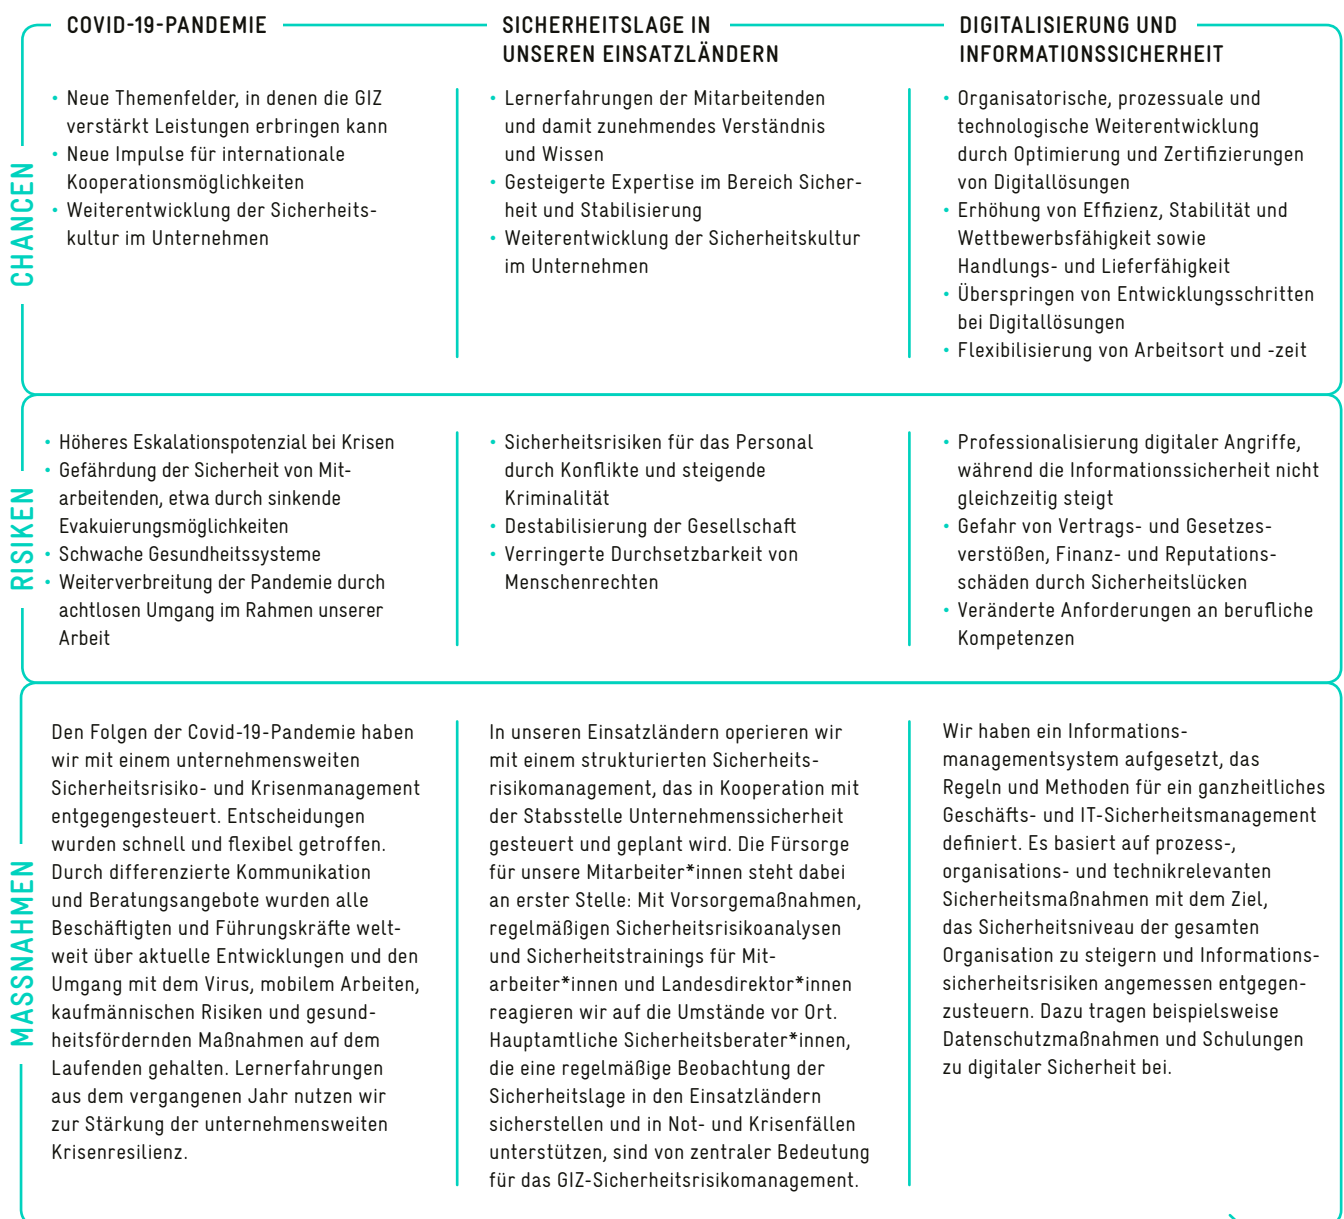 COVID-19-PANDEMIE
SICHERHEITSLAGE IN
UNSEREN EINSATZLÄNDERN
DIGITALISIERUNG UND
INFORMATIONSSICHERHEIT
CHANCEN
• Neue Themenfelder, in denen die GIZ
verstärkt Leistungen erbringen kann
• Neue Impulse für internationale
Kooperationsmöglichkeiten
• Weiterentwicklung der Sicherheits-
kultur im Unternehmen
• Lernerfahrungen der Mitarbeitenden
und damit zunehmendes Verständnis
und Wissen
• Gesteigerte Expertise im Bereich Sicher-
heit und Stabilisierung
• Weiterentwicklung der Sicherheitskultur
im Unternehmen
• Organisatorische, prozessuale und
technologische Weiterentwicklung
durch Optimierung und Zertifizierungen
von Digitallösungen
• Erhöhung von Effizienz, Stabilität und
Wettbewerbsfähigkeit sowie
Handlungs- und Lieferfähigkeit
• Überspringen von Entwicklungsschritten
bei Digitallösungen
• Flexibilisierung von Arbeitsort und -zeit
RISIKEN
• Höheres Eskalationspotenzial bei Krisen
• Gefährdung der Sicherheit von Mit-
arbeitenden, etwa durch sinkende
Evakuierungsmöglichkeiten
• Schwache Gesundheitssysteme
• Weiterverbreitung der Pandemie durch
achtlosen Umgang im Rahmen unserer
Arbeit
• Sicherheitsrisiken für das Personal
durch Konflikte und steigende
Kriminalität
• Destabilisierung der Gesellschaft
• Verringerte Durchsetzbarkeit von
Menschenrechten
• Professionalisierung digitaler Angriffe,
während die Informationssicherheit nicht
gleichzeitig steigt
• Gefahr von Vertrags- und Gesetzes-
verstößen, Finanz- und Reputations-
schäden durch Sicherheitslücken
• Veränderte Anforderungen an berufliche
Kompetenzen
MASSNAHMEN
Den Folgen der Covid-19-Pandemie haben
wir mit einem unternehmensweiten
Sicherheitsrisiko- und Krisenmanagement
entgegengesteuert. Entscheidungen
wurden schnell und flexibel getroffen.
Durch differenzierte Kommunikation
und Beratungsangebote wurden alle
Beschäftigten und Führungskräfte welt-
weit über aktuelle Entwicklungen und den
Umgang mit dem Virus, mobilem Arbeiten,
kaufmännischen Risiken und gesund-
heitsfördernden Maßnahmen auf dem
Laufenden gehalten. Lernerfahrungen
aus dem vergangenen Jahr nutzen wir
zur Stärkung der unternehmensweiten
Krisenresilienz.
In unseren Einsatzländern operieren wir
mit einem strukturierten Sicherheits-
risikomanagement, das in Kooperation mit
der Stabsstelle Unternehmenssicherheit
gesteuert und geplant wird. Die Fürsorge
für unsere Mitarbeiter*innen steht dabei
an erster Stelle: Mit Vorsorgemaßnahmen,
regelmäßigen Sicherheitsrisikoanalysen
und Sicherheitstrainings für Mit-
arbeiter*innen und Landesdirektor*innen
reagieren wir auf die Umstände vor Ort.
Hauptamtliche Sicherheitsberater*innen,
die eine regelmäßige Beobachtung der
Sicherheitslage in den Einsatzländern
sicherstellen und in Not- und Krisenfällen
unterstützen, sind von zentraler Bedeutung
für das GIZ-Sicherheitsrisikomanagement.
Wir haben ein Informations-
managementsystem aufgesetzt, das
Regeln und Methoden für ein ganzheitliches
Geschäfts- und IT-Sicherheitsmanagement
definiert. Es basiert auf prozess-,
organisations- und technikrelevanten
Sicherheitsmaßnahmen mit dem Ziel,
das Sicherheitsniveau der gesamten
Organisation zu steigern und Informations-
sicherheitsrisiken angemessen entgegen-
zusteuern. Dazu tragen beispielsweise
Datenschutzmaßnahmen und Schulungen
zu digitaler Sicherheit bei.